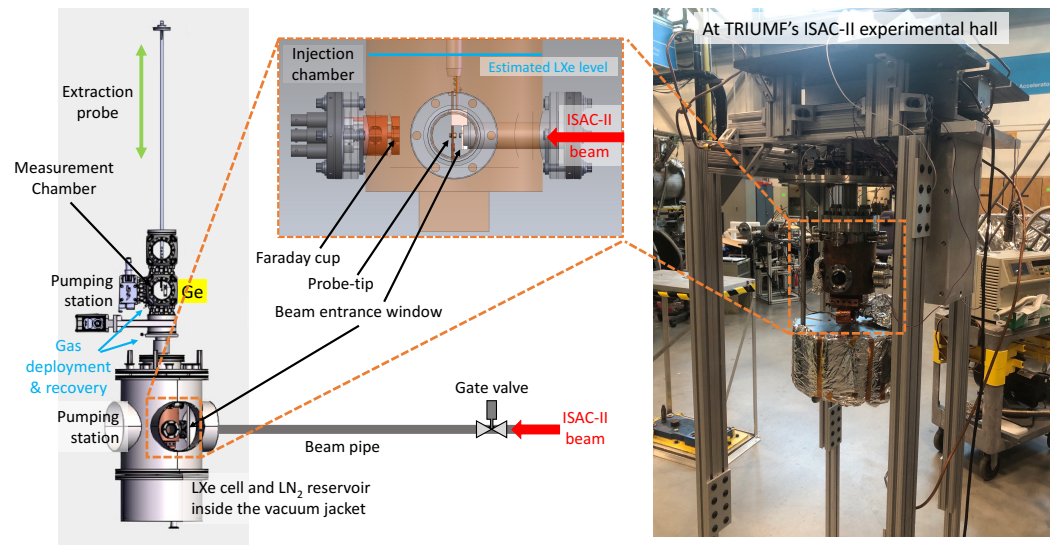 At TRIUMF's ISAC-II experimental hall
Injection
chamber
Estimated LXe level
Extraction
probe
ISAC-II
beam
Measurement
Chamber
Faraday cup
Probe-tip
Beam entrance window
Pumping
station
Ge
Gas
deployment
& recovery
Gate valve
Pumping
station
ISAC-II
beam
Beam pipe
LXe cell and LN2 reservoir
inside the vacuum jacket
Accelerator